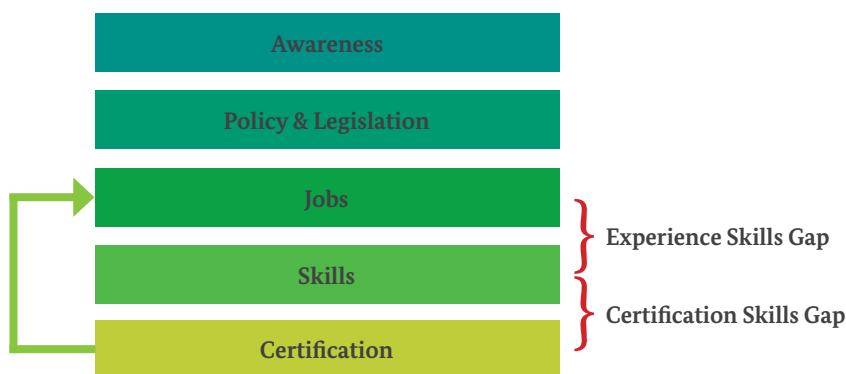 Awareness
Policy & Legislation
Jobs
Experience Skills Gap
Skills
Certification Skills Gap
Certification